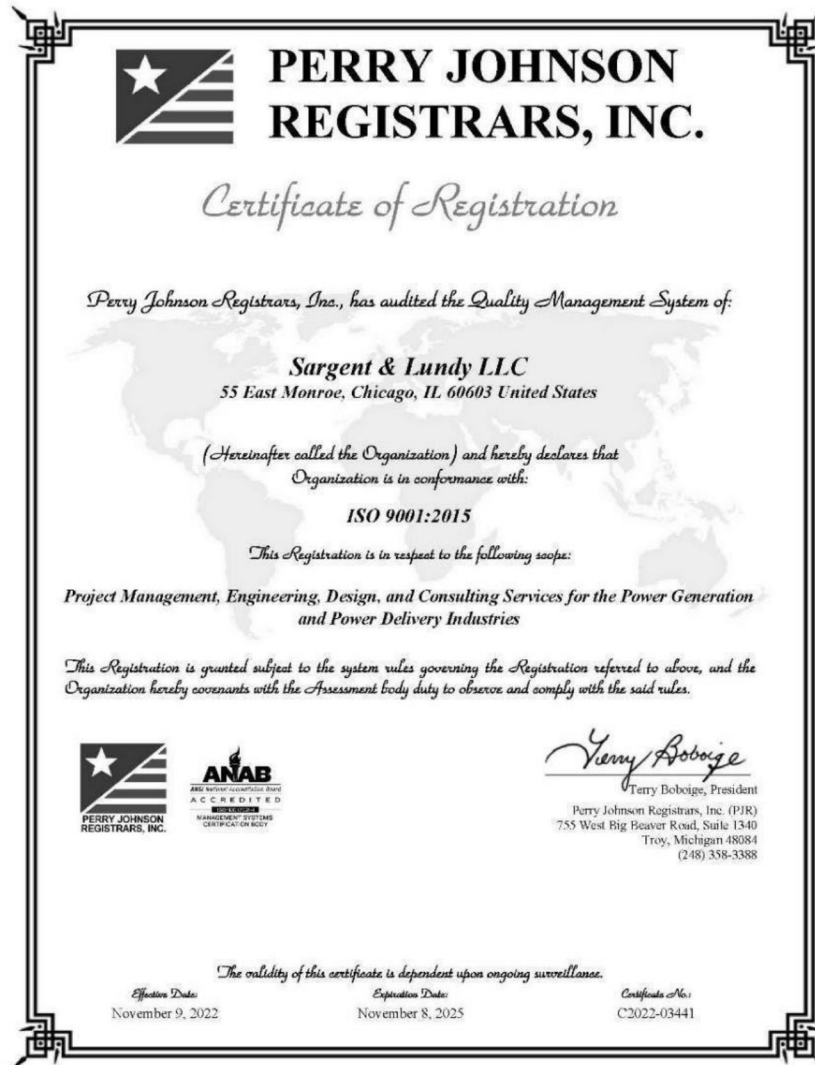 PERRY JOHNSON
REGISTRARS, INC.
Certificate of Registration
Perry Johnson Registrars, Inc., has audited the Quality Management System of:
Sargent & Lundy LLC
55 East Monroe, Chicago, IL 60603 United States
(Hereinafter called the Organization) and hereby declares that
Organization is in conformance with:
ISO 9001:2015
This Registration is in respect to the following scope:
Project Management, Engineering, Design, and Consulting Services for the Power Generation
and Power Delivery Industries
This Registration is granted subject to the system rules governing the Registration referred to above, and the
Organization hereby covenants with the Assessment body duty to observe and comply with the said rules.
PERRY JOHNSON
REGISTRARS, INC.
ANAB
ANSI National Accreditation Board
ACCREDITED
MANAGEMENT SYSTEMS
CERTIFICATION BODY
Terry Boboige
Terry Boboige, President
Perry Johnson Registrars, Inc. (PJR)
755 West Big Beaver Road, Suite 1340
Troy, Michigan 48084
(248) 358-3388
The validity of this certificate is dependent upon ongoing surveillance.
Effective Date:
November 9, 2022
Expiration Date:
November 8, 2025
Certificate No.:
C2022-03441